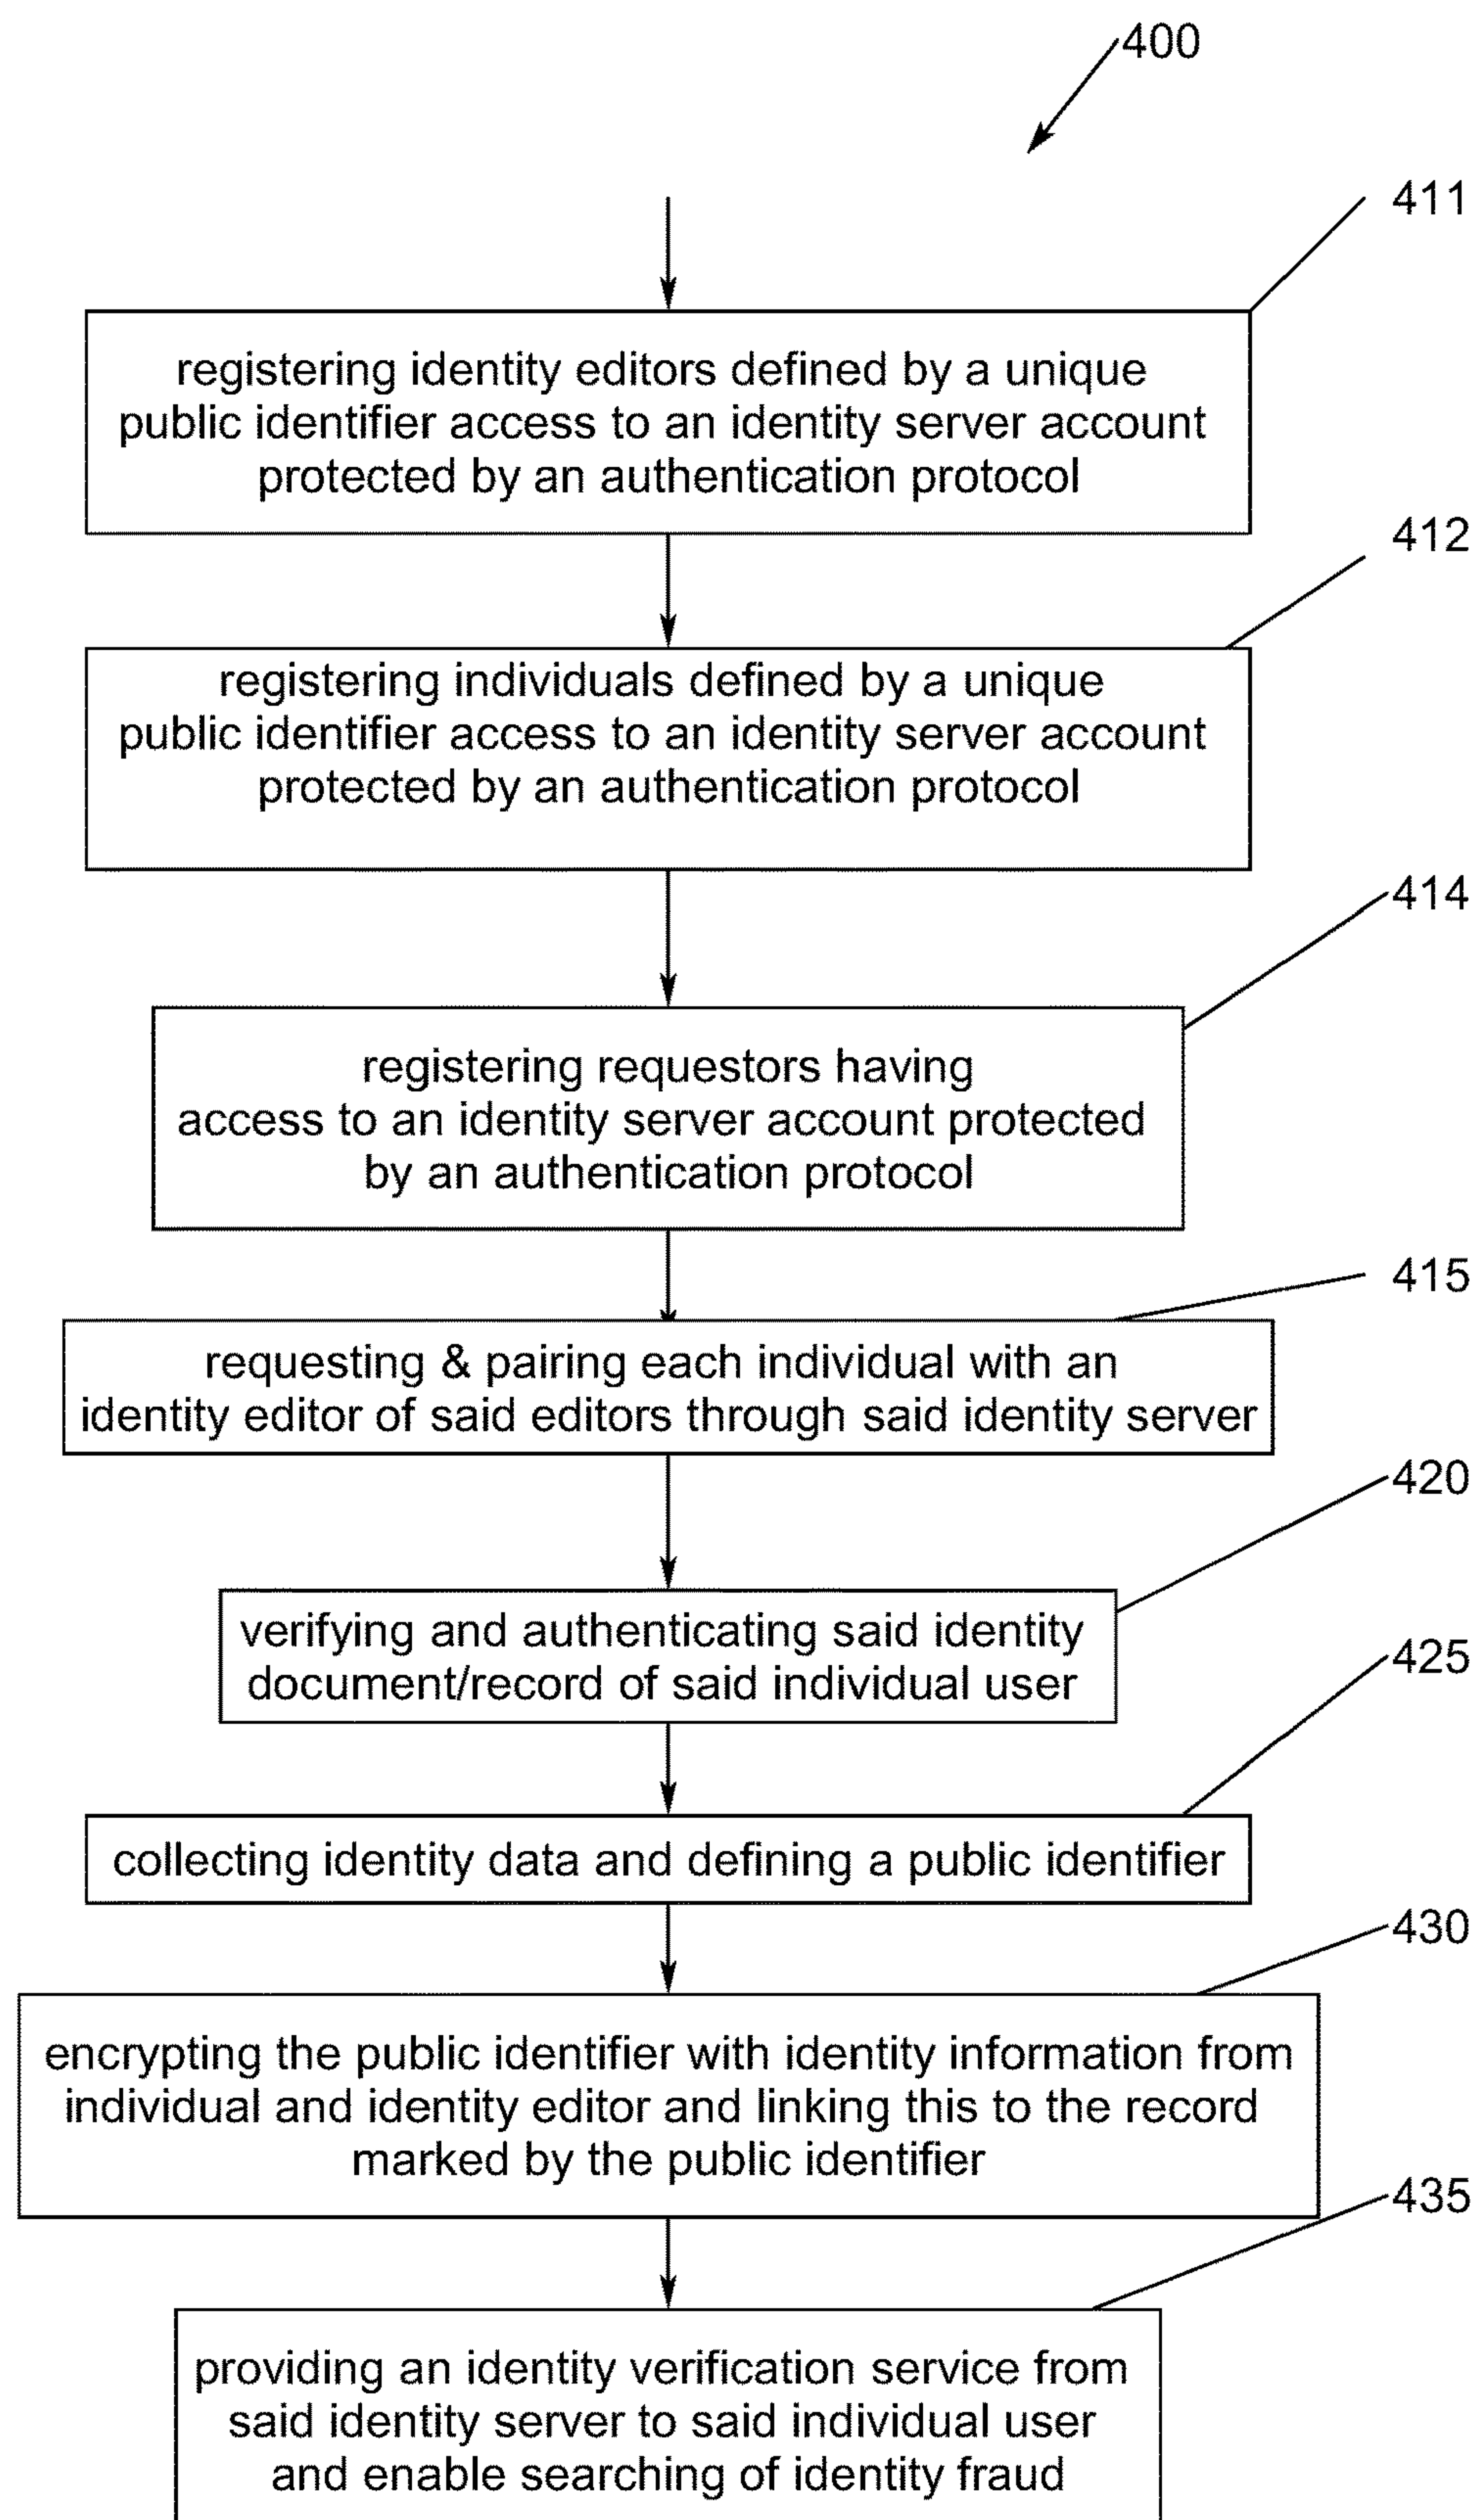 400
411
registering identity editors defined by a unique
public identifier access to an identity server account
protected by an authentication protocol
412
registering individuals defined by a unique
public identifier access to an identity server account
protected by an authentication protocol
414
registering requestors having
access to an identity server account protected
by an authentication protocol
415
requesting & pairing each individual with an
identity editor of said editors through said identity server
420
verifying and authenticating said identity
document/record of said individual user
425
collecting identity data and defining a public identifier
430
encrypting the public identifier with identity information from
individual and identity editor and linking this to the record
marked by the public identifier
435
providing an identity verification service from
said identity server to said individual user
and enable searching of identity fraud